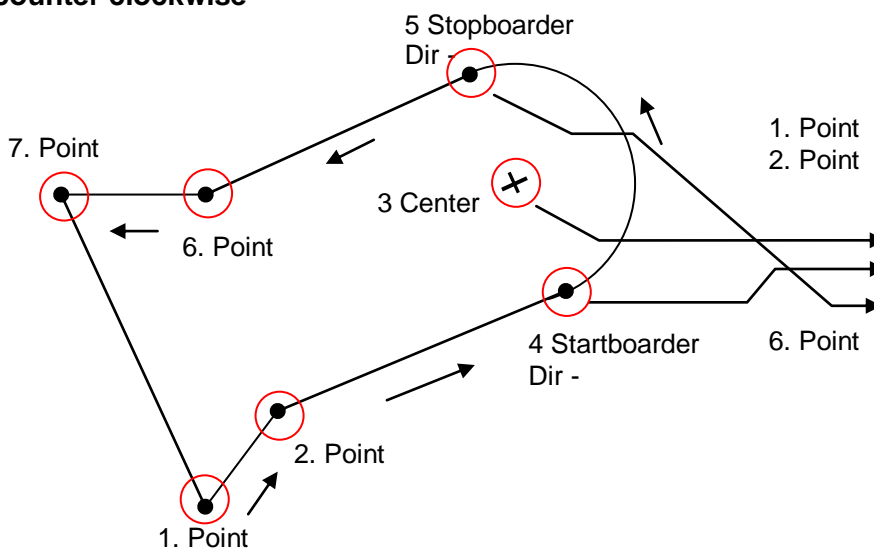 counter clockwise
5 Stopboarder
Dir -
7. Point
1. Point
2. Point
3 Center
6. Point
4 Startboarder
Dir -
6. Point
2. Point
1. Point